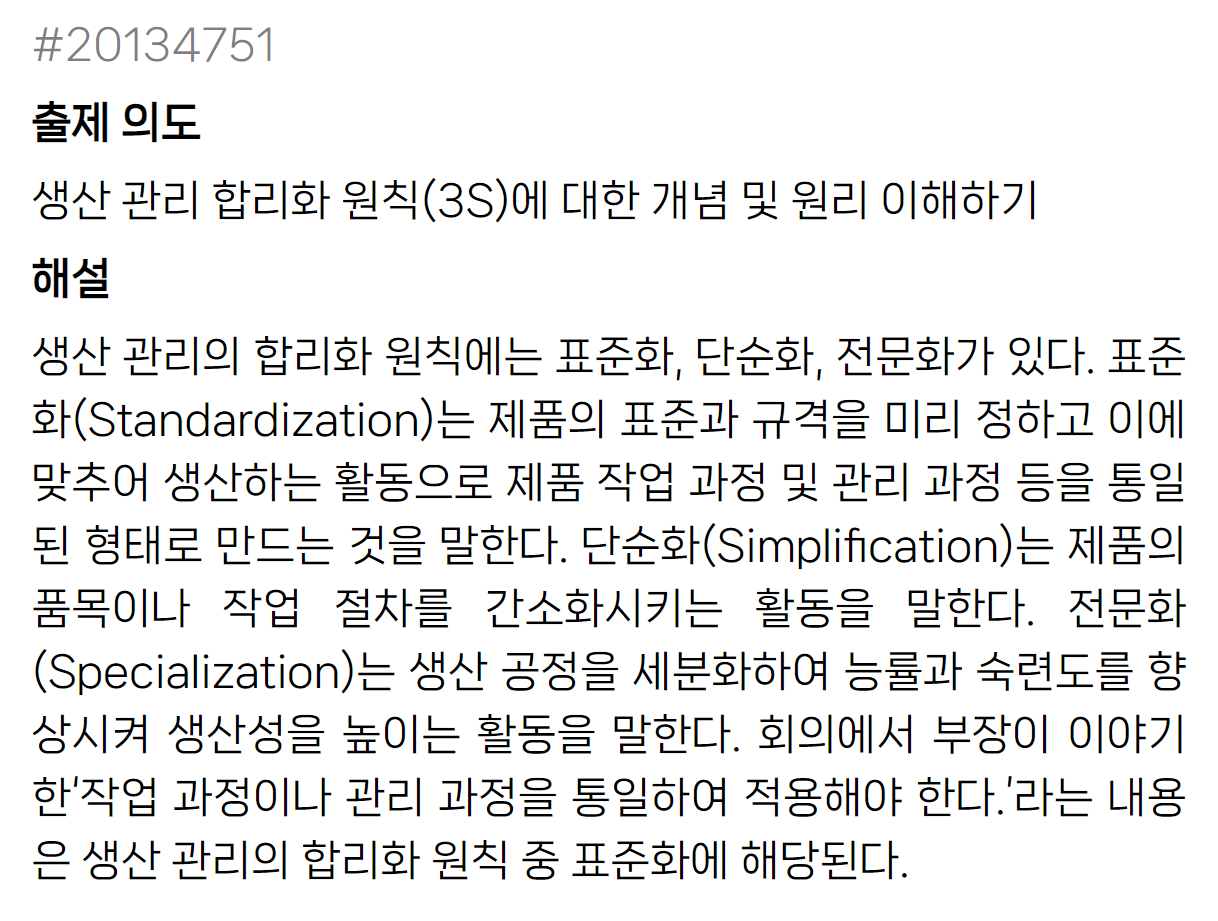 #20134751
출제 의도
생산 관리 합리화 원칙(3S)에 대한 개념 및 원리 이해하기
해설
생산 관리의 합리화 원칙에는 표준화, 단순화, 전문화가 있다. 표준
화(Standardization)는 제품의 표준과 규격을 미리 정하고 이에
맞추어 생산하는 활동으로 제품 작업 과정 및 관리 과정 등을 통일
된 형태로 만드는 것을 말한다. 단순화(Simplification)는 제품의
품목이나 작업 절차를 간소화시키는 활동을 말한다. 전문화
(Specialization)는 생산 공정을 세분화하여 능률과 숙련도를 향
상시켜 생산성을 높이는 활동을 말한다. 회의에서 부장이 이야기
한‘작업 과정이나 관리 과정을 통일하여 적용해야 한다.’라는 내용
은 생산 관리의 합리화 원칙 중 표준화에 해당된다.